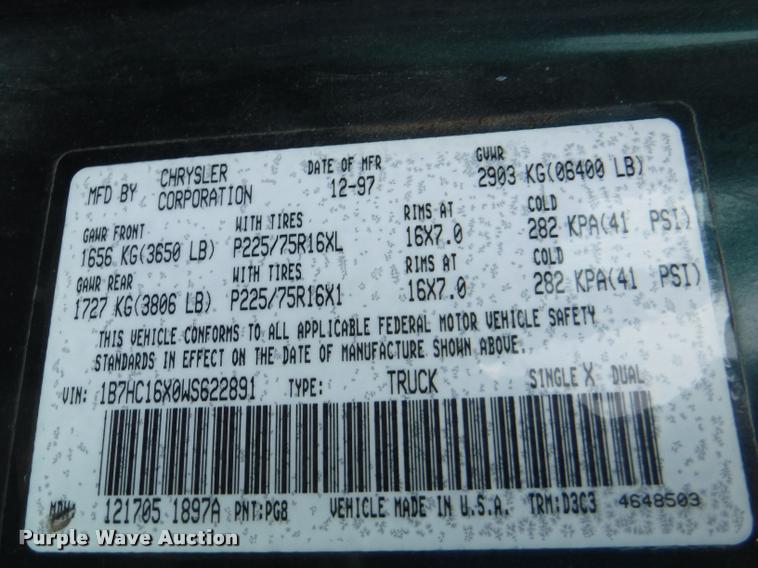 MFD BY CHRYSLER CORPORATION DATE OF MFR 12-97 GVWR 2903 KG(06400 LB)
GAWR FRONT WITH TIRES RIMS AT COLD
1656 KG(3650 LB) P225/75R16XL 16X7.0 282 KPA(41 PSI)
GAWR REAR WITH TIRES RIMS AT COLD
1727 KG(3806 LB) P225/75R16X1 16X7.0 282 KPA(41 PSI)
THIS VEHICLE CONFORMS TO ALL APPLICABLE FEDERAL MOTOR VEHICLE SAFETY
STANDARDS IN EFFECT ON THE DATE OF MANUFACTURE SHOWN ABOVE.
VIN: 1B7HC16X0WS622891 TYPE: TRUCK SINGLE X DUAL
MDH: 121705 1897A PNT:PG8 VEHICLE MADE IN U.S.A. TRM:D3C3 4648503
Purple Wave Auction